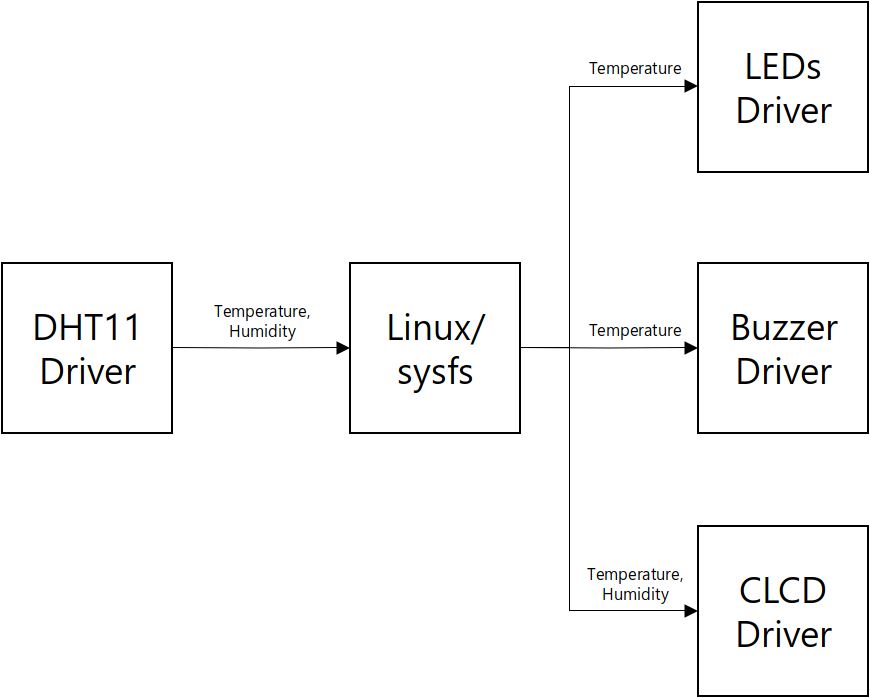 Temperature
LEDs
Driver
DHT11
Driver
Temperature,
Humidity
Linux/
sysfs
Temperature
Buzzer
Driver
Temperature,
Humidity
CLCD
Driver